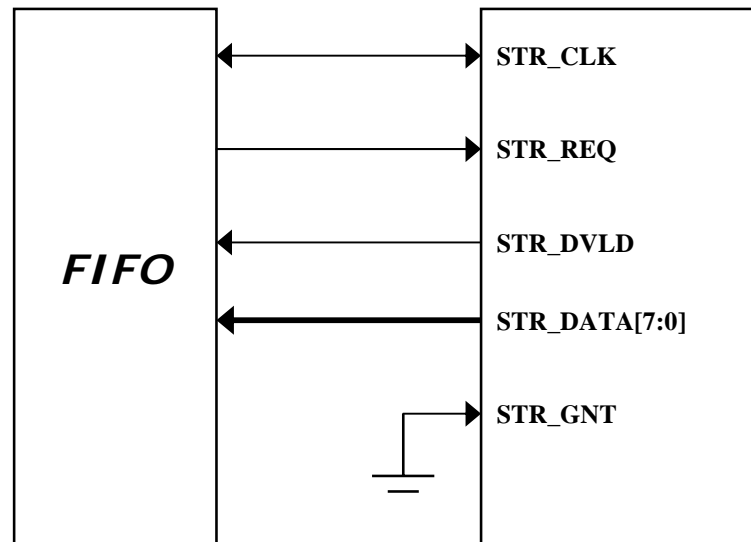 STR_CLK
STR_REQ
STR_DVLD
FIFO
STR_DATA[7:0]
STR_GNT